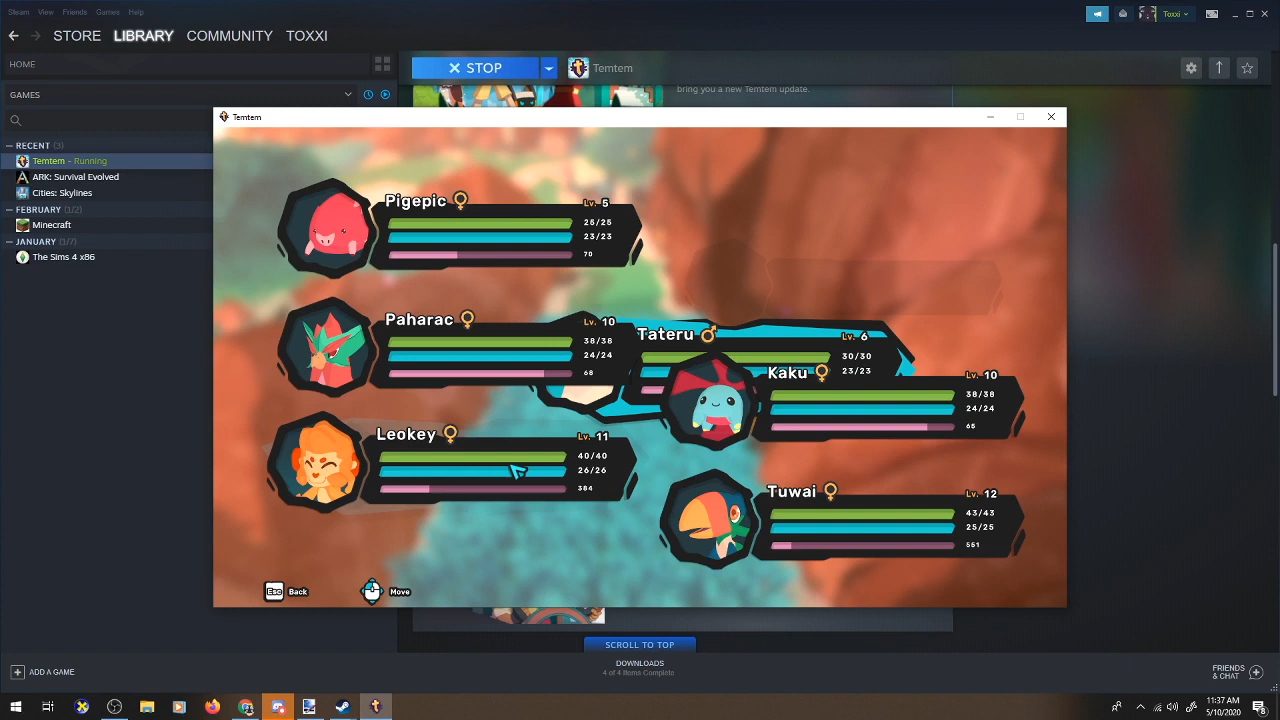 Steam View Friends Games Help
Toxxi
STORE LIBRARY COMMUNITY TOXXI
HOME
STOP
Temtem
GAMES
bring you a new Temtem update.
Temtem
RECENT (3)
Temtem - Running
ARK: Survival Evolved
Cities: Skylines
FEBRUARY (1/2)
Minecraft
JANUARY (1/7)
The Sims 4 x86
Pigepic Lv. 5
25/25
23/23
70
Paharac Lv. 10
38/38
24/24
68
Tateru Lv. 6
30/30
23/23
Kaku Lv. 10
38/38
24/24
65
Leokey Lv. 11
40/40
26/26
384
Tuwai Lv. 12
43/43
25/25
551
Esc Back Move
SCROLL TO TOP
ADD A GAME
DOWNLOADS
4 of 4 Items Complete
FRIENDS
& CHAT
11:37 AM
5/10/2020